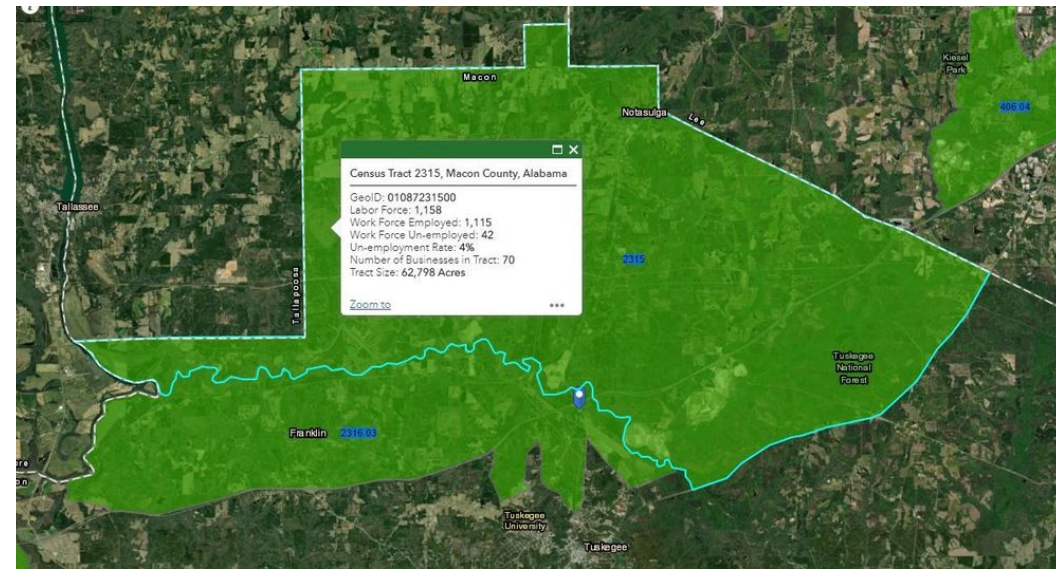 Macon
Kiesel
Park
406.04
Notasulga
Lee
Census Tract 2315, Macon County, Alabama
GeoID: 01087231500
Labor Force: 1,158
Work Force Employed: 1,115
Work Force Un-employed: 42
Un-employment Rate: 4%
Number of Businesses in Tract: 70
Tract Size: 62,798 Acres
Zoom to
Tallassee
Tallapoosa
2315
Tuskegee
National
Forest
Franklin
2316.03
ore
on
Tuskegee
University
Tuskegee